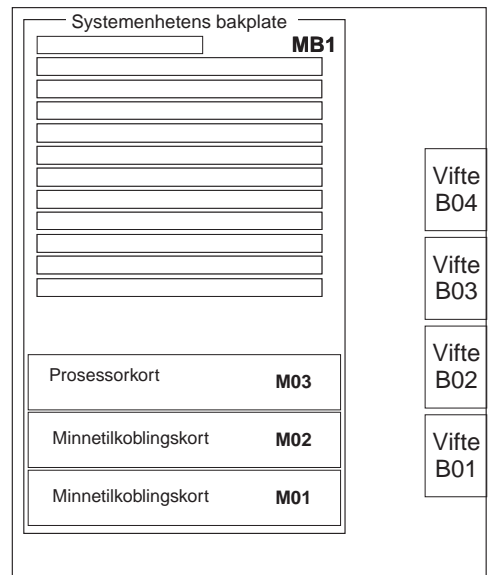 Systemenhetens bakplate
MB1
Vifte
B04
Vifte
B03
Vifte
B02
Vifte
B01
Prosessorkort M03
Minnetilkoblingskort M02
Minnetilkoblingskort M01